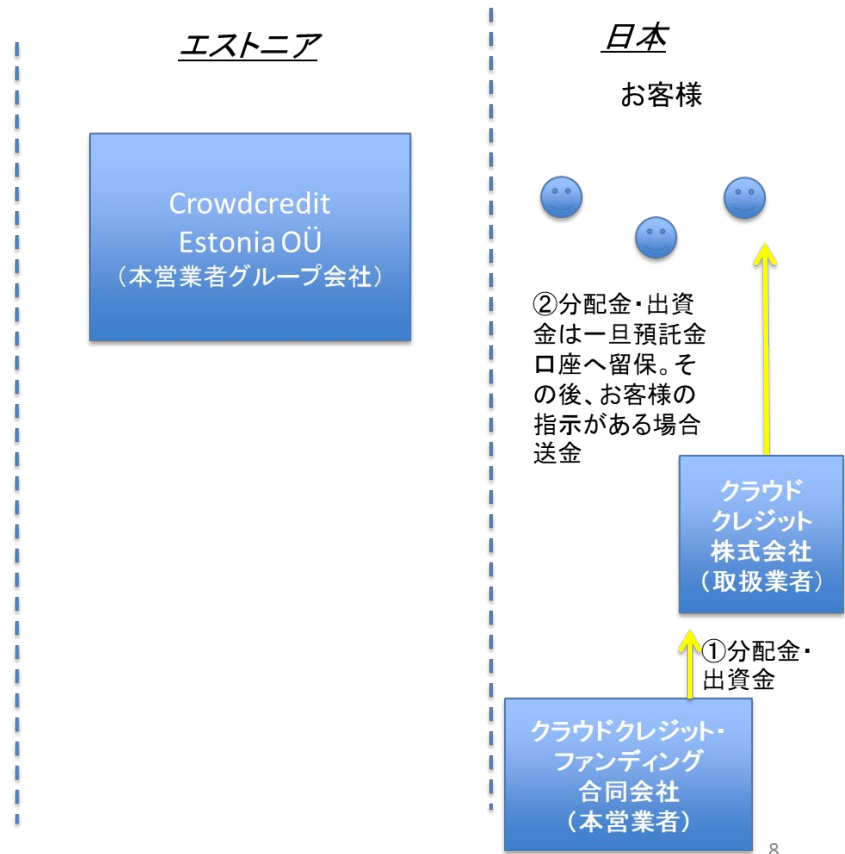 エストニア
日本
お客様
Crowdcredit
Estonia OÜ
（本営業者グループ会社）
②分配金・出資
金は一旦預託金
口座へ留保。そ
の後、お客様の
指示がある場合
送金
クラウド
クレジット
株式会社
（取扱業者）
①分配金・
出資金
クラウドクレジット・
ファンディング
合同会社
（本営業者）
8